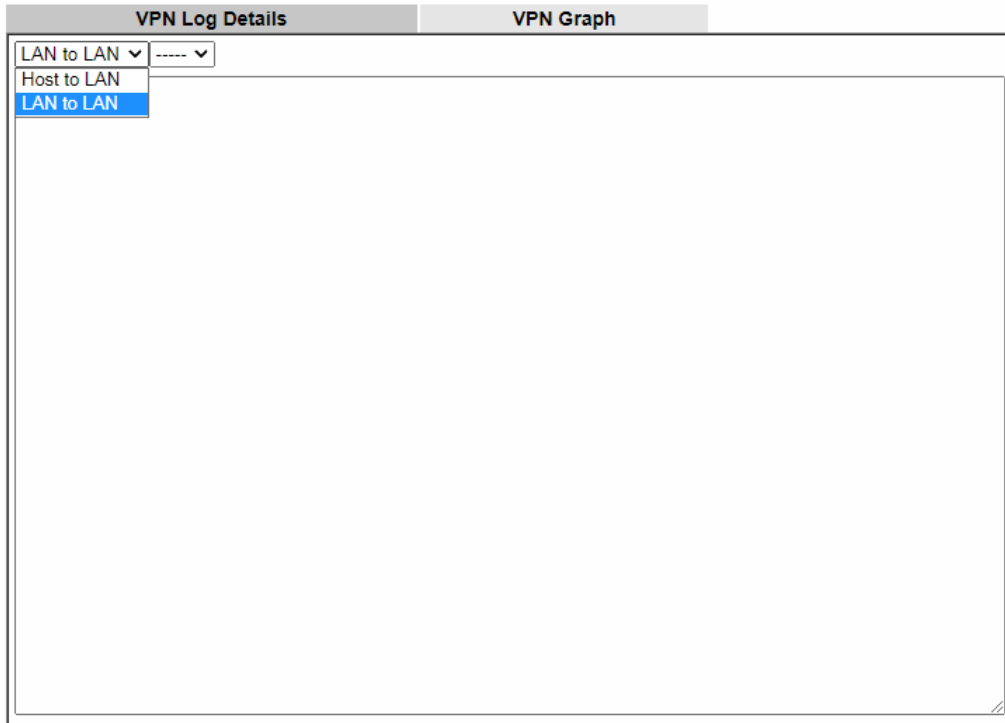 VPN Log Details VPN Graph
LAN to LAN -----
Host to LAN
LAN to LAN